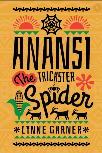 ANANSI
The TRICKSTER
Spider
LYNNE GARNER